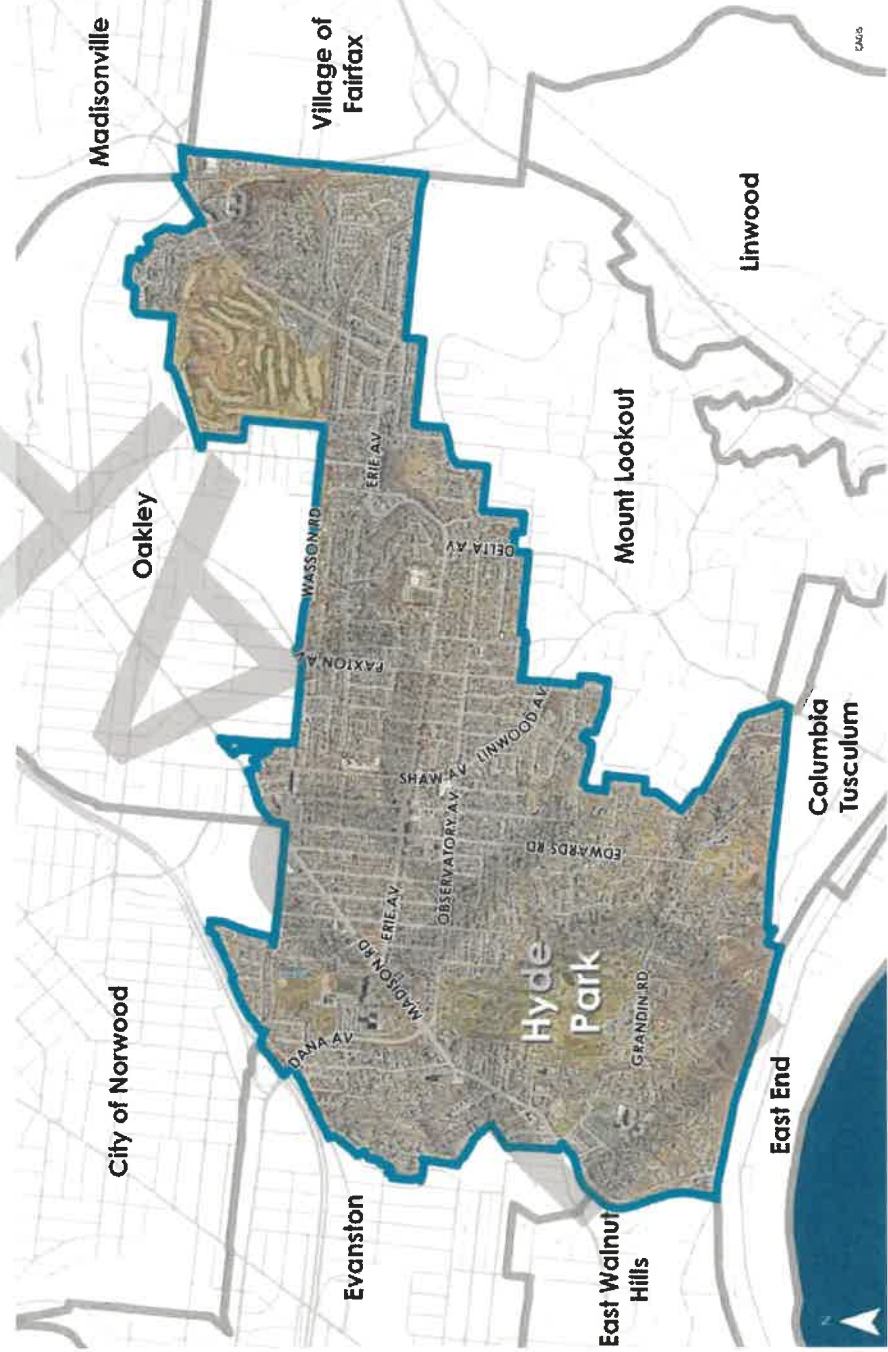 Madisonville
Village of
Fairfax
Oakley
City of Norwood
Linwood
Mount Lookout
Evanston
East Walnut
Hills
East End
Columbia
Tusculum
Hyde
Park
WASSON RD
ERIE AV
DELTA AV
PAXTON A
LINWOOD AV
SHAW AV
OBSERVATORY AV
EDWARDS RD
ERIE AV
MADISON RD
DANA AV
GRANDIN RD
N